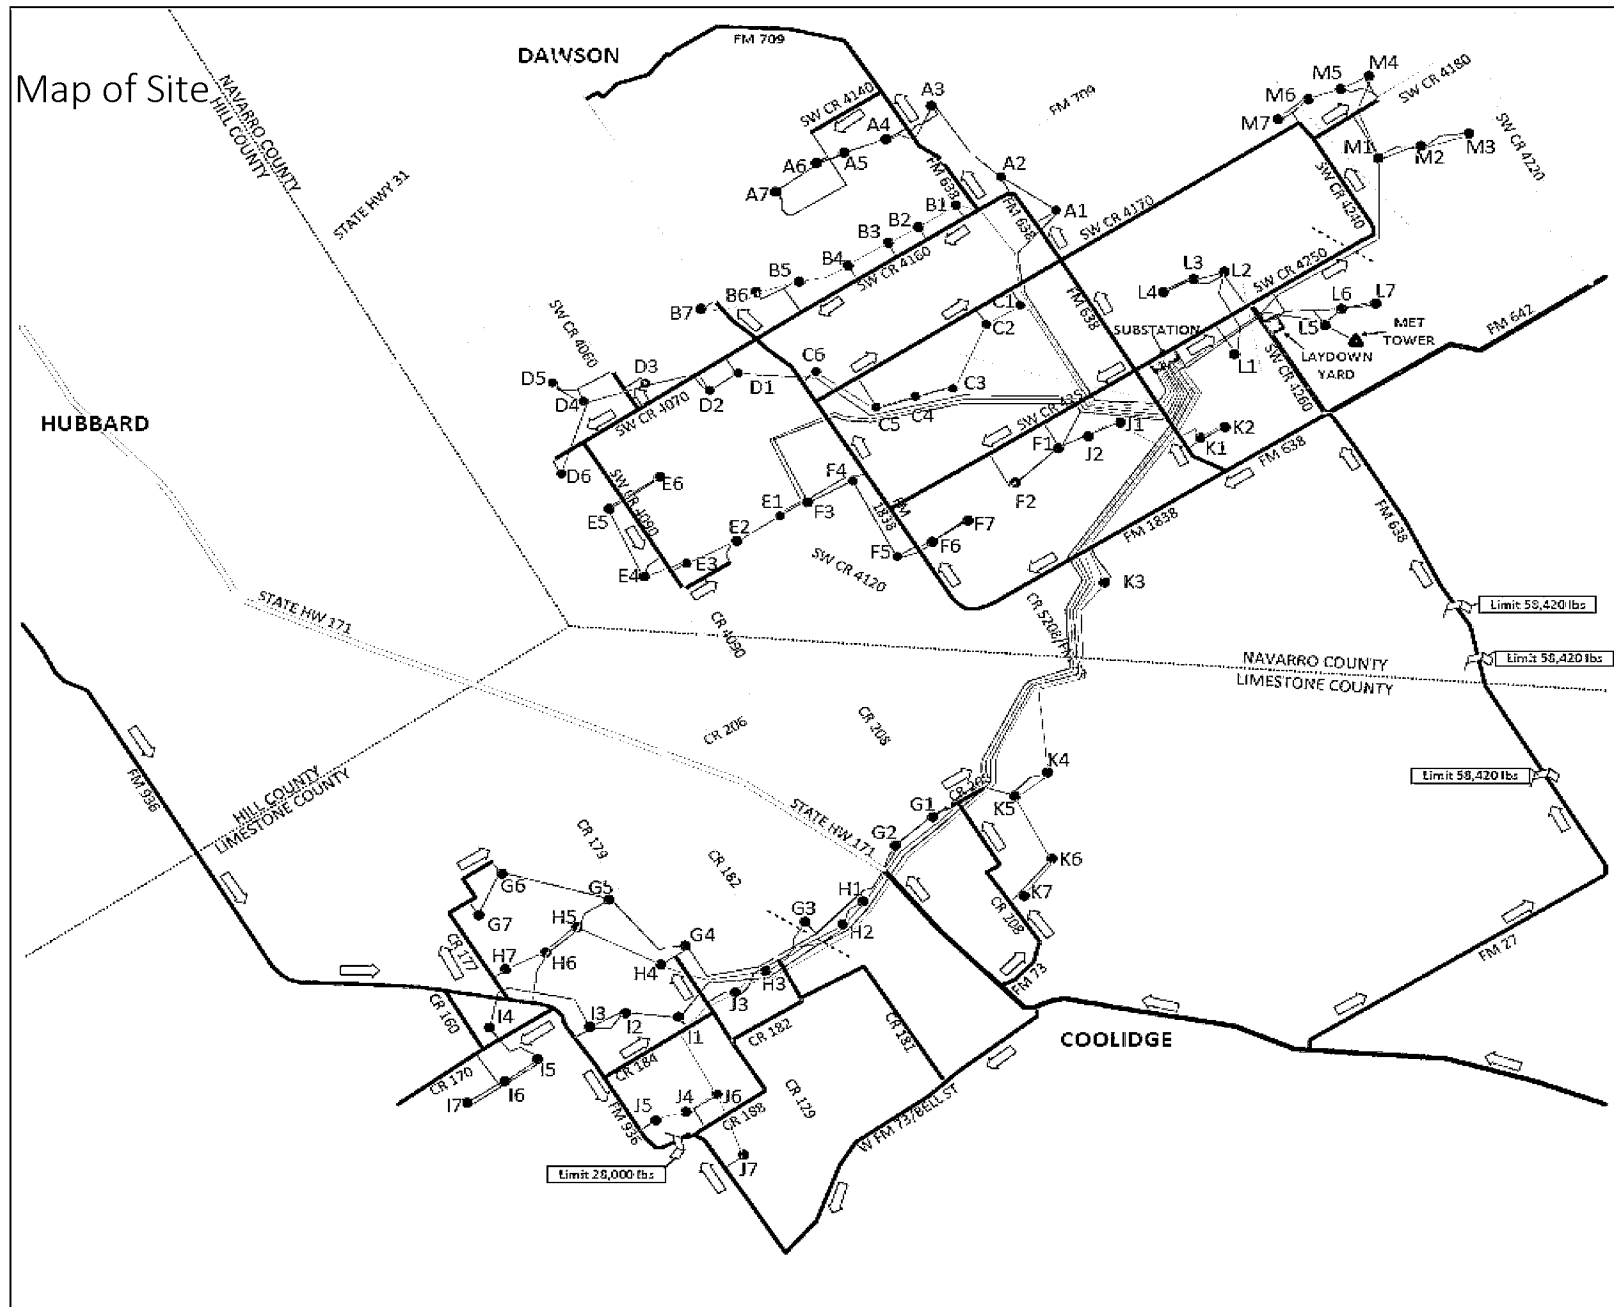 Map of Site
DAWSON
FM 709
FM 709
NAVARRO COUNTY
HILL COUNTY
STATE HWY 31
SW CR 4140
A3
A4
A5
A6
A7
A2
A1
FM 638
FM 638
M5
M4
M6
M7
SW CR 4180
M1
M2
M3
SW CR 4220
SW CR 4240
SW CR 4170
B1
B2
B3
B4
B5
B6
B7
SW CR 4160
SW CR 4250
L3
L2
L4
L6
L7
L5
L1
MET
TOWER
SUBSTATION
LAYDOWN
YARD
SW CR 4260
FM 642
FM 638
C1
C2
C6
C3
C4
C5
SW CR 4060
D5
D3
D4
D2
D1
D6
SW CR 4070
HUBBARD
J1
J2
F1
F2
K2
K1
FM 638
SW CR 4090
E6
E5
E1
E2
E3
E4
F4
F3
FM
1838
F7
F6
F5
SW CR 4120
FM 1838
K3
FM 638
Limit 58,420 lbs
Limit 58,420 lbs
Limit 58,420 lbs
STATE HW 171
CR 4090
NAVARRO COUNTY
LIMESTONE COUNTY
CR 206
CR 208
FM 936
HILL COUNTY
LIMESTONE COUNTY
K4
K5
G1
G2
STATE HW 171
CR 179
CR 182
K6
K7
CR 208
G6
G5
G7
H5
H1
G3
H2
G4
H7
H6
H4
H3
CR 177
FM 73
FM 27
I4
CR 160
I3
I2
I1
J3
CR 182
CR 181
COOLIDGE
CR 184
CR 170
I5
I6
I7
J6
J4
J5
CR 188
CR 129
FM 936
J7
W FM 73/BELL ST
Limit 28,000 lbs